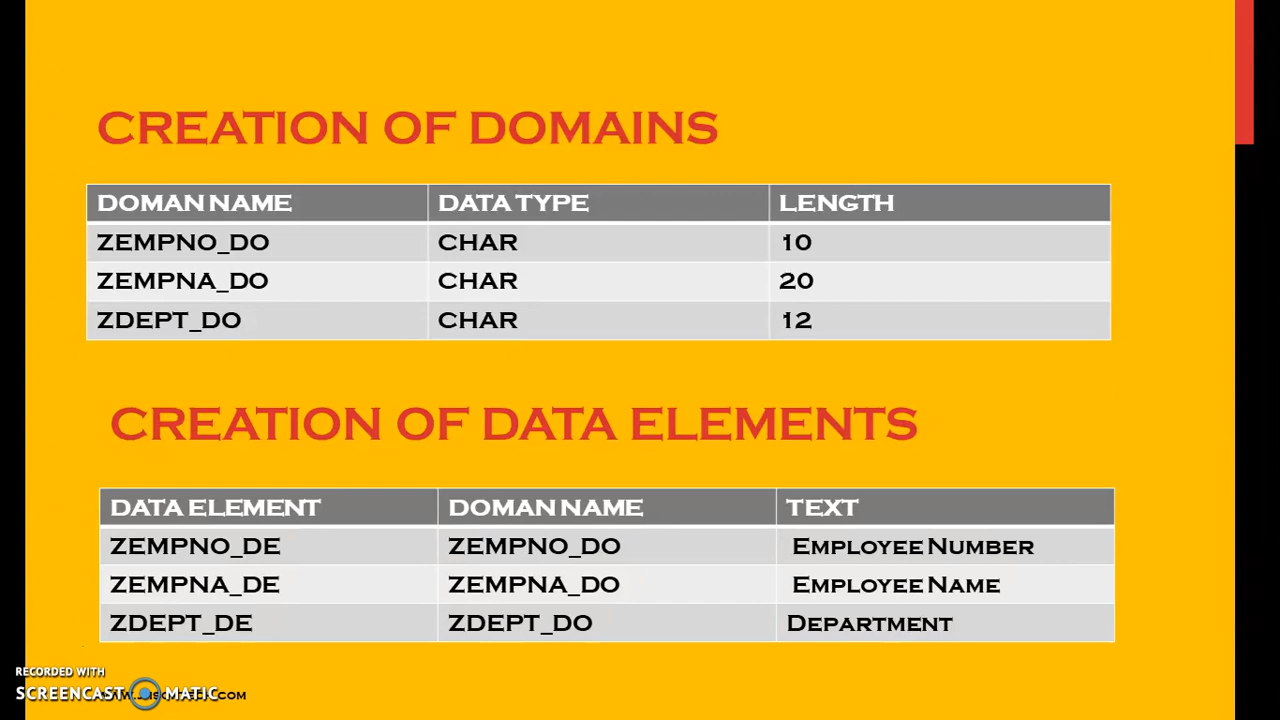 CREATION OF DOMAINS
DOMAN NAME DATA TYPE LENGTH
ZEMPNO_DO CHAR 10
ZEMPNA_DO CHAR 20
ZDEPT_DO CHAR 12
CREATION OF DATA ELEMENTS
DATA ELEMENT DOMAN NAME TEXT
ZEMPNO_DE ZEMPNO_DO Employee Number
ZEMPNA_DE ZEMPNA_DO Employee Name
ZDEPT_DE ZDEPT_DO Department
RECORDED WITH
SCREENCAST MATIC